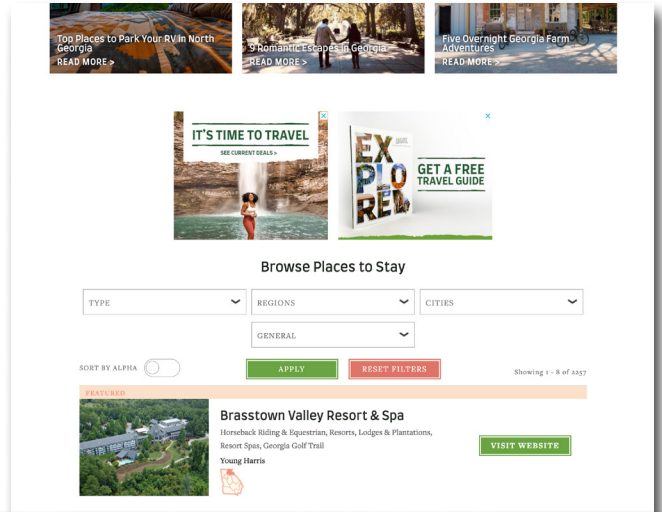 Top Places to Park Your RV in North
Georgia
READ MORE >
9 Romantic Escapes in Georgia
READ MORE >
Five Overnight Georgia Farm
Adventures
READ MORE >
IT'S TIME TO TRAVEL
SEE CURRENT DEALS >
EX
PLO
RER
GET A FREE
TRAVEL GUIDE
Browse Places to Stay
TYPE
REGIONS
CITIES
GENERAL
SORT BY ALPHA
APPLY
RESET FILTERS
Showing 1 - 8 of 2257
FEATURED
Brasstown Valley Resort & Spa
Horseback Riding & Equestrian, Resorts, Lodges & Plantations,
Resort Spas, Georgia Golf Trail
Young Harris
VISIT WEBSITE